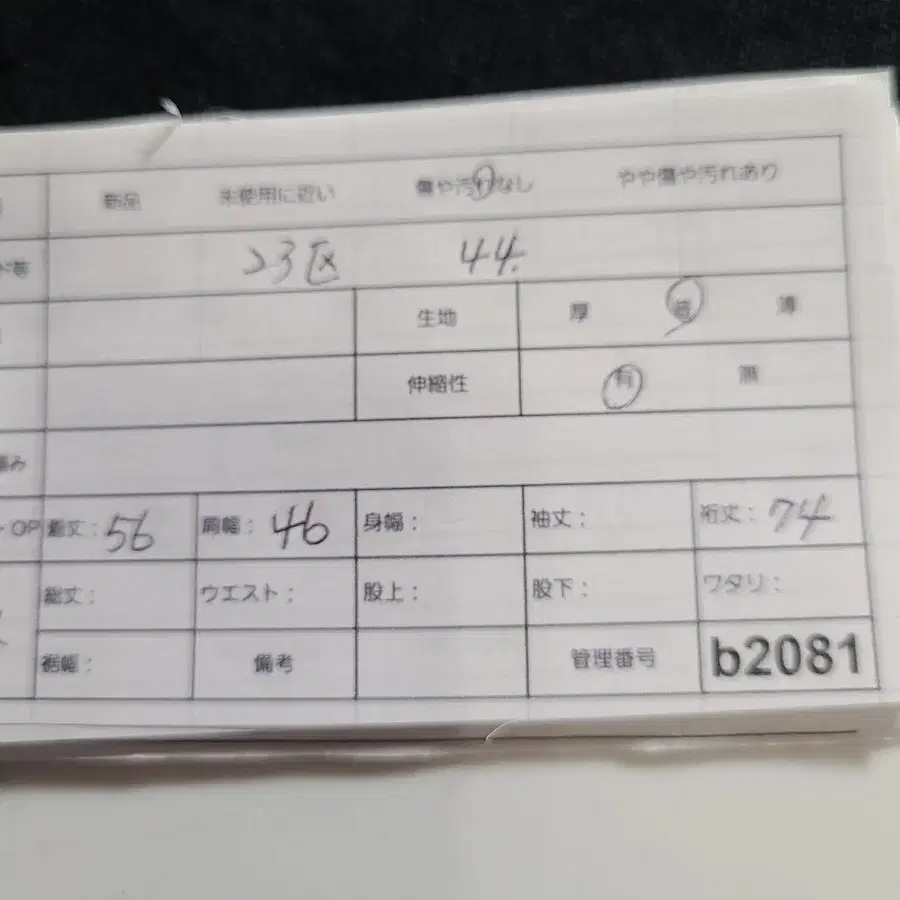 新品 未使用に近い 傷や汚れなし やや傷や汚れあり
23区 44.
生地 厚 普 薄
伸縮性 有 無
OP 総丈: 56 肩幅: 46 身幅: 袖丈: 裄丈: 74
総丈: ウエスト: 股上: 股下: ワタリ:
裾幅: 備考 管理番号 b2081